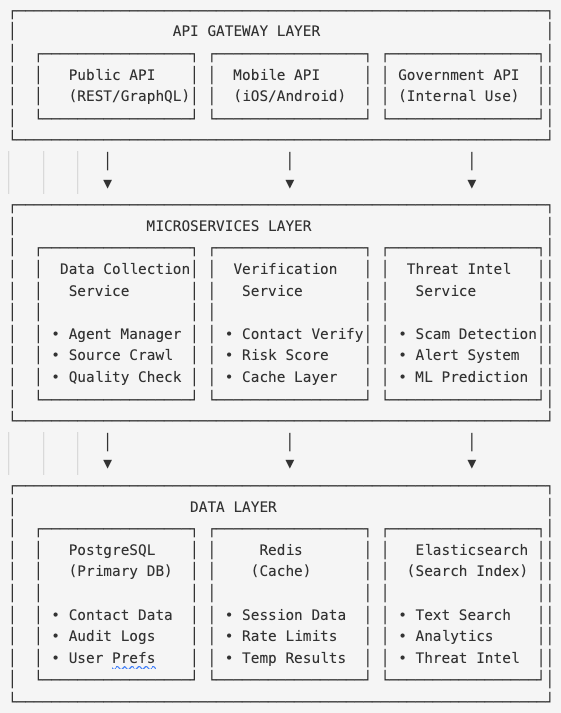 API GATEWAY LAYER
Public API Mobile API Government API
(REST/GraphQL) (iOS/Android) (Internal Use)
MICROSERVICES LAYER
Data Collection Verification Threat Intel
Service Service Service
• Agent Manager • Contact Verify • Scam Detection
• Source Crawl • Risk Score • Alert System
• Quality Check • Cache Layer • ML Prediction
DATA LAYER
PostgreSQL Redis Elasticsearch
(Primary DB) (Cache) (Search Index)
• Contact Data • Session Data • Text Search
• Audit Logs • Rate Limits • Analytics
• User Prefs • Temp Results • Threat Intel